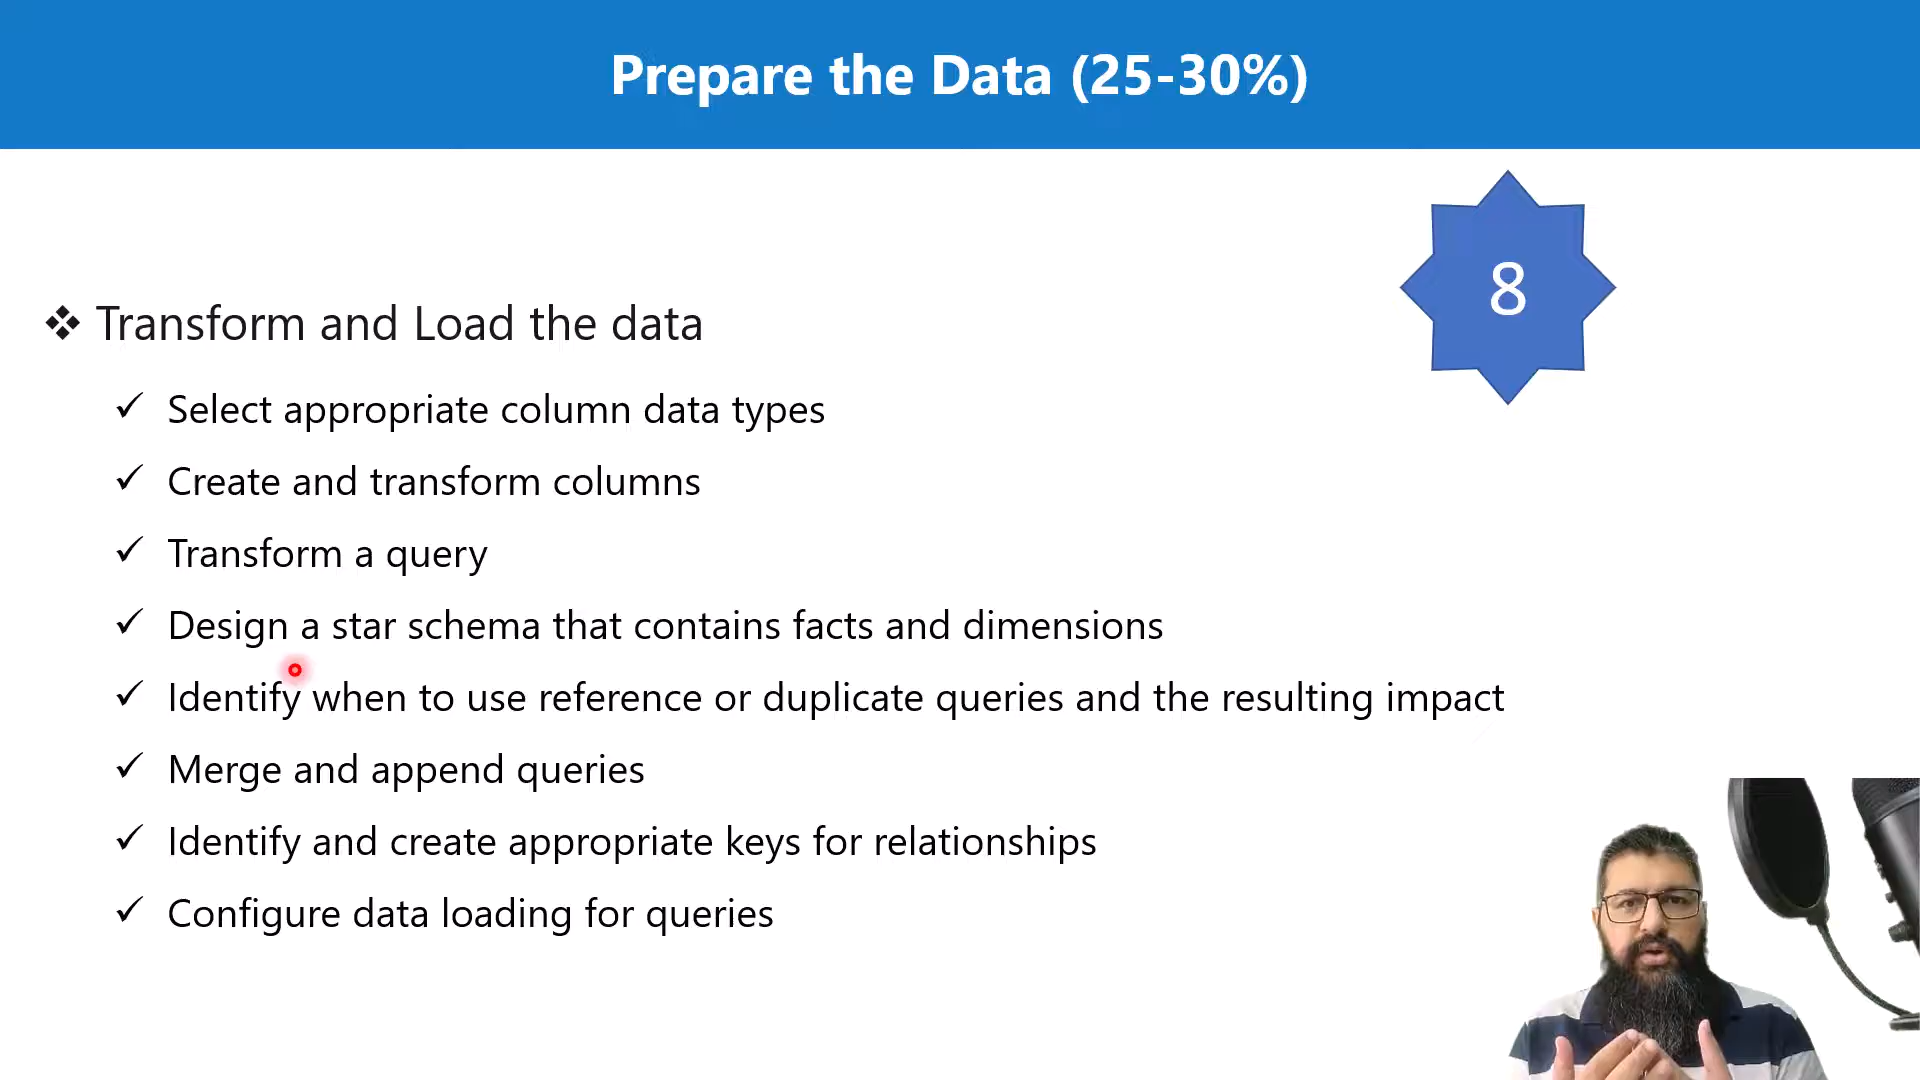 Prepare the Data (25-30%)
8
Transform and Load the data
Select appropriate column data types
Create and transform columns
Transform a query
Design a star schema that contains facts and dimensions
Identify when to use reference or duplicate queries and the resulting impact
Merge and append queries
Identify and create appropriate keys for relationships
Configure data loading for queries